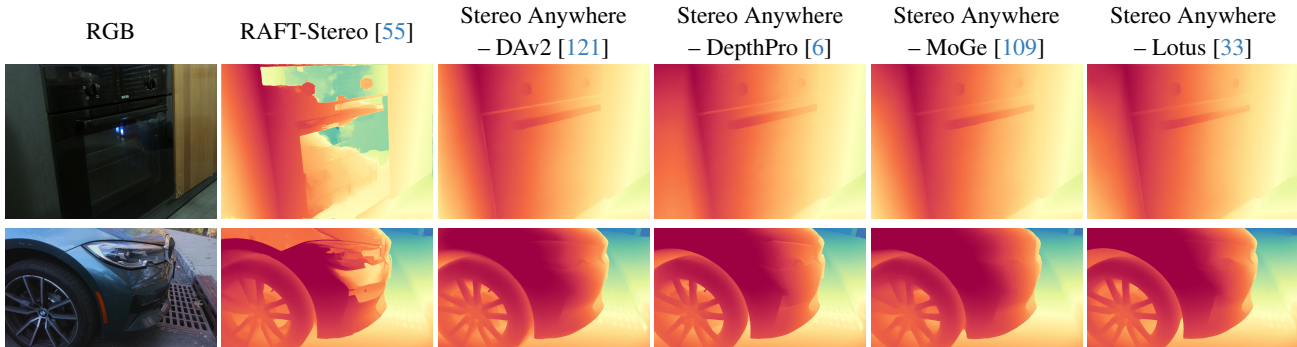 RGB
RAFT-Stereo [55]
Stereo Anywhere
– DAv2 [121]
Stereo Anywhere
– DepthPro [6]
Stereo Anywhere
– MoGe [109]
Stereo Anywhere
– Lotus [33]